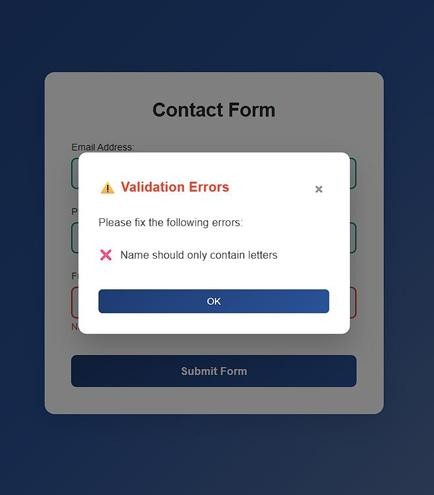 Contact Form
Email Address:
⚠️ Validation Errors ×
Please fix the following errors:
❌ Name should only contain letters
OK
Submit Form